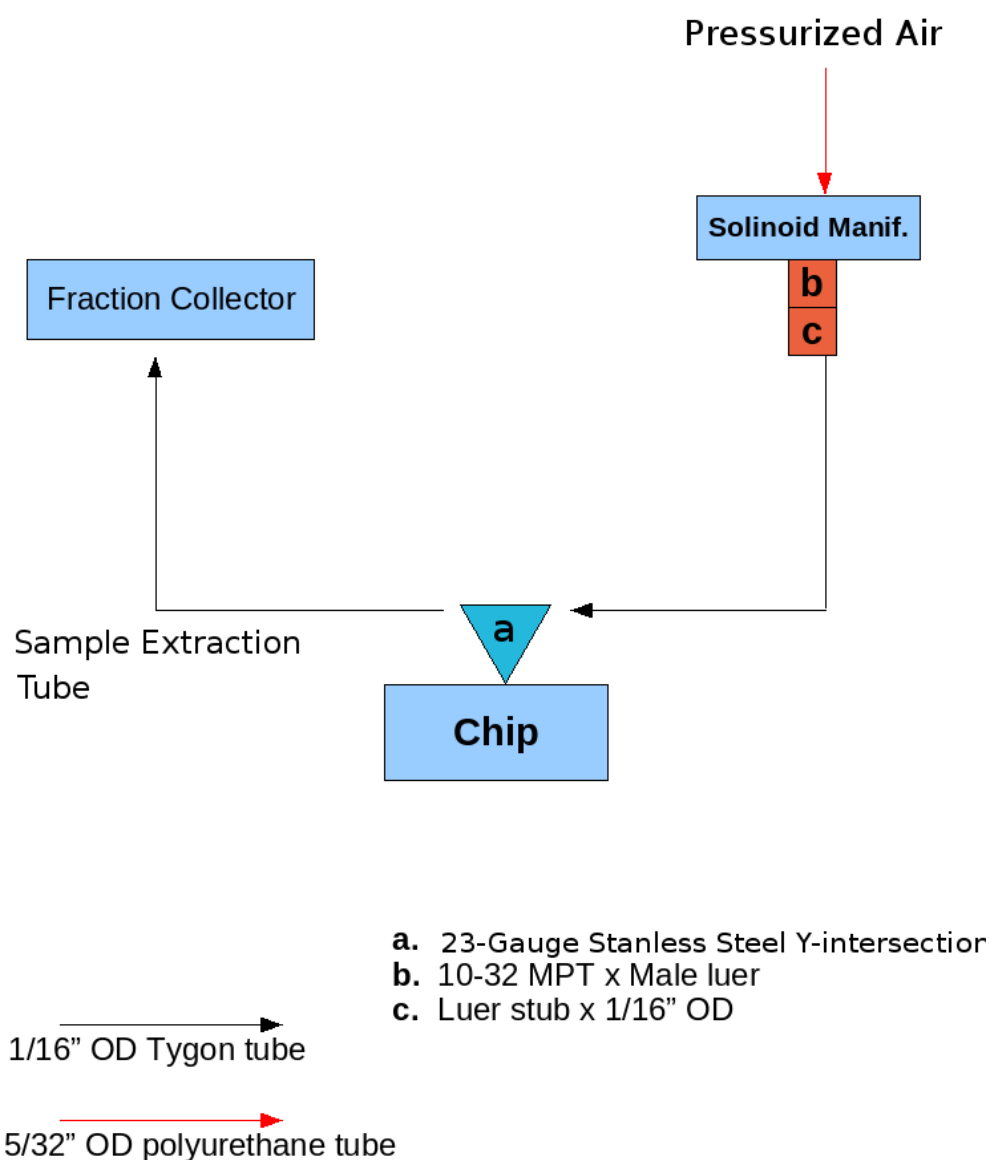 Pressurized Air
Solinoid Manif.
b
c
Fraction Collector
Sample Extraction
Tube
a
Chip
a. 23-Gauge Stanless Steel Y-intersection
b. 10-32 MPT x Male luer
c. Luer stub x 1/16” OD
1/16” OD Tygon tube
5/32” OD polyurethane tube